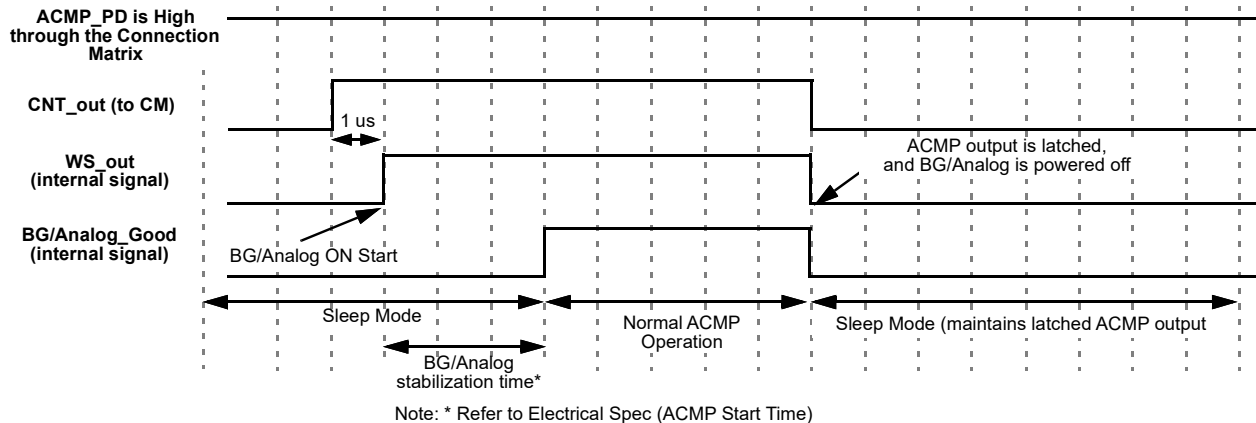 ACMP_PD is High
through the Connection
Matrix
CNT_out (to CM)
1 us
WS_out
(internal signal)
ACMP output is latched,
and BG/Analog is powered off
BG/Analog_Good
(internal signal)
BG/Analog ON Start
Sleep Mode
Normal ACMP
Operation
Sleep Mode (maintains latched ACMP output
BG/Analog
stabilization time*
Note: * Refer to Electrical Spec (ACMP Start Time)